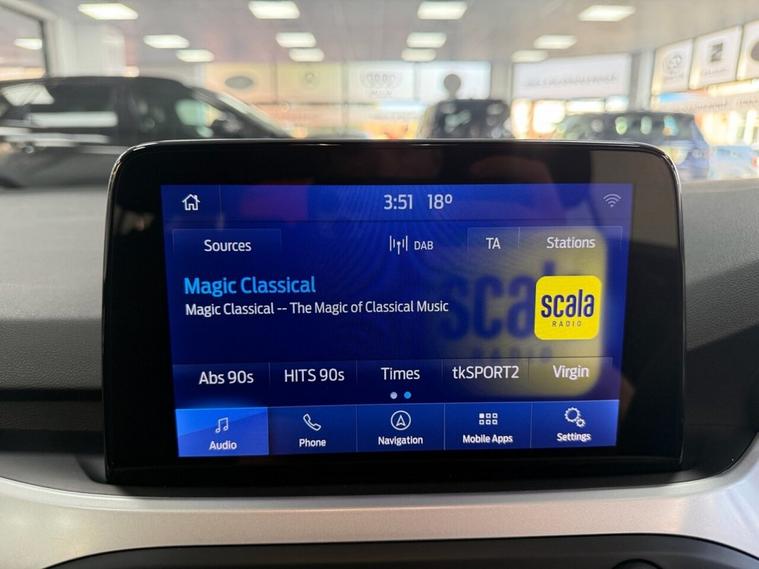 3:51 18º
Sources DAB TA Stations
Magic Classical
Magic Classical -- The Magic of Classical Music
scala
RADIO
Abs 90s HITS 90s Times tkSPORT2 Virgin
Audio Phone Navigation Mobile Apps Settings